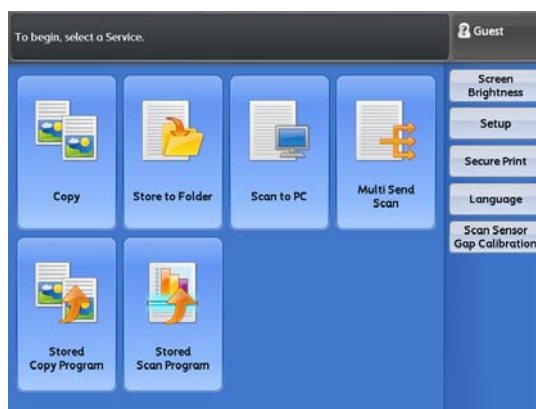 To begin, select a Service.
Guest
Screen
Brightness
Setup
Secure Print
Language
Scan Sensor
Gap Calibration
Copy
Store to Folder
Scan to PC
Multi Send
Scan
Stored
Copy Program
Stored
Scan Program